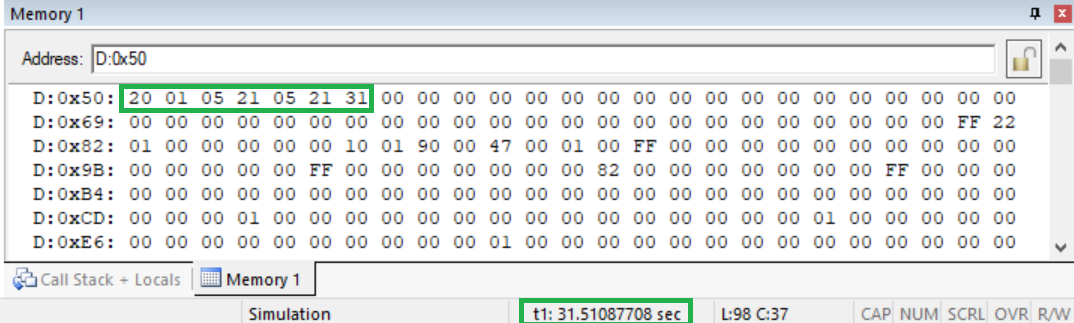 Memory 1
Address: D:0x50
D:0x50: 20 01 05 21 05 21 31 00 00 00 00 00 00 00 00 00 00 00 00 00 00 00 00 00 00
D:0x69: 00 00 00 00 00 00 00 00 00 00 00 00 00 00 00 00 00 00 00 00 00 00 00 FF 22
D:0x82: 01 00 00 00 00 00 10 01 90 00 47 00 01 00 FF 00 00 00 00 00 00 00 00 00 00
D:0x9B: 00 00 00 00 00 FF 00 00 00 00 00 00 00 82 00 00 00 00 00 00 00 FF 00 00 00
D:0xB4: 00 00 00 00 00 00 00 00 00 00 00 00 00 00 00 00 00 00 00 00 00 00 00 00 00
D:0xCD: 00 00 00 01 00 00 00 00 00 00 00 00 00 00 00 00 00 00 00 01 00 00 00 00 00
D:0xE6: 00 00 00 00 00 00 00 00 00 00 01 00 00 00 00 00 00 00 00 00 00 00 00 00 00
Call Stack + Locals Memory 1
Simulation t1: 31.51087708 sec L:98 C:37 CAP NUM SCRL OVR R/W